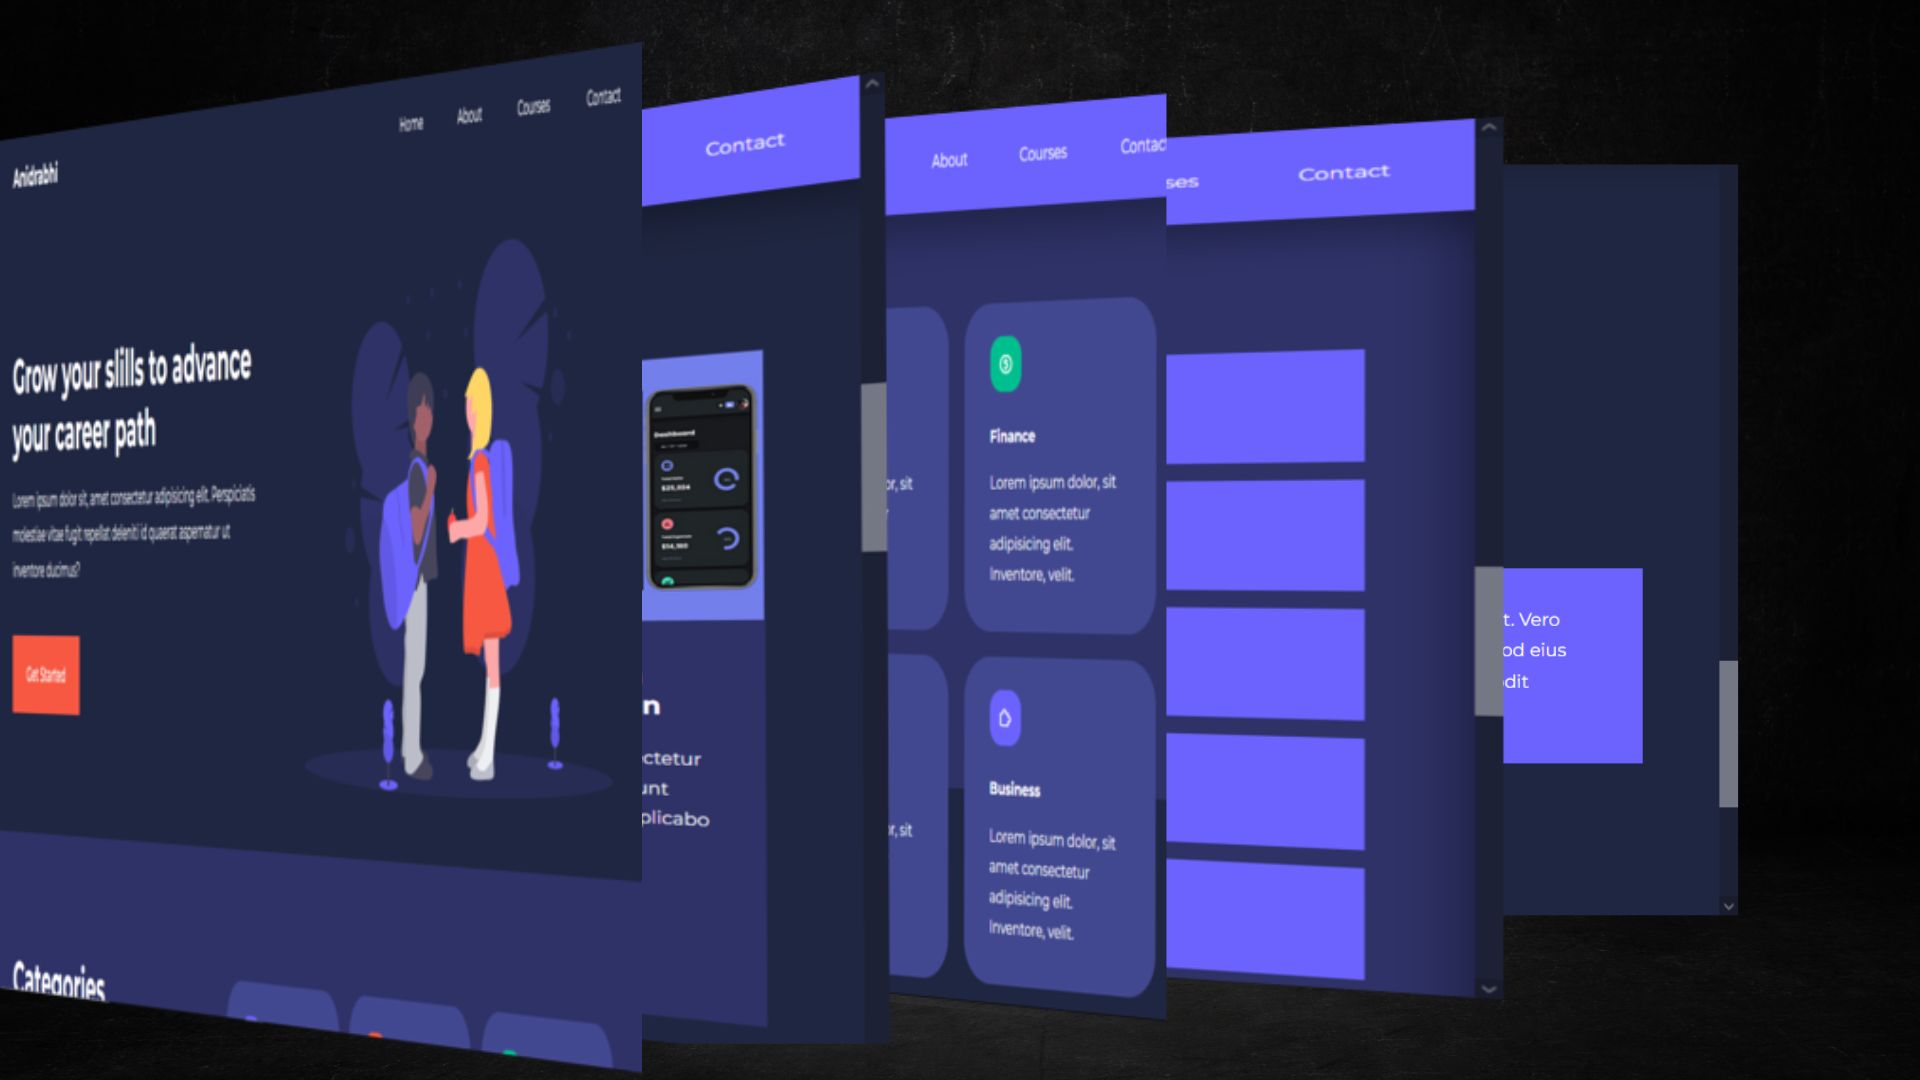 Home About Courses Contact
Anidrabhi
Grow your slills to advance
your career path
Lorem ipsum dolor sit, amet consectetur adipisicing elit. Perspiciatis
molestiae vitae fugit repellat deleniti id quaerat aspernatur ut
inventore ducimus?
Get Started
Categories
Contact
Dashboard
n
ctetur
unt
plicabo
About Courses Contac
or, sit
r
Finance
Lorem ipsum dolor, sit
amet consectetur
adipisicing elit.
Inventore, velit.
r, sit
Business
Lorem ipsum dolor, sit
amet consectetur
adipisicing elit.
Inventore, velit.
ses Contact
t. Vero
od eius
odit